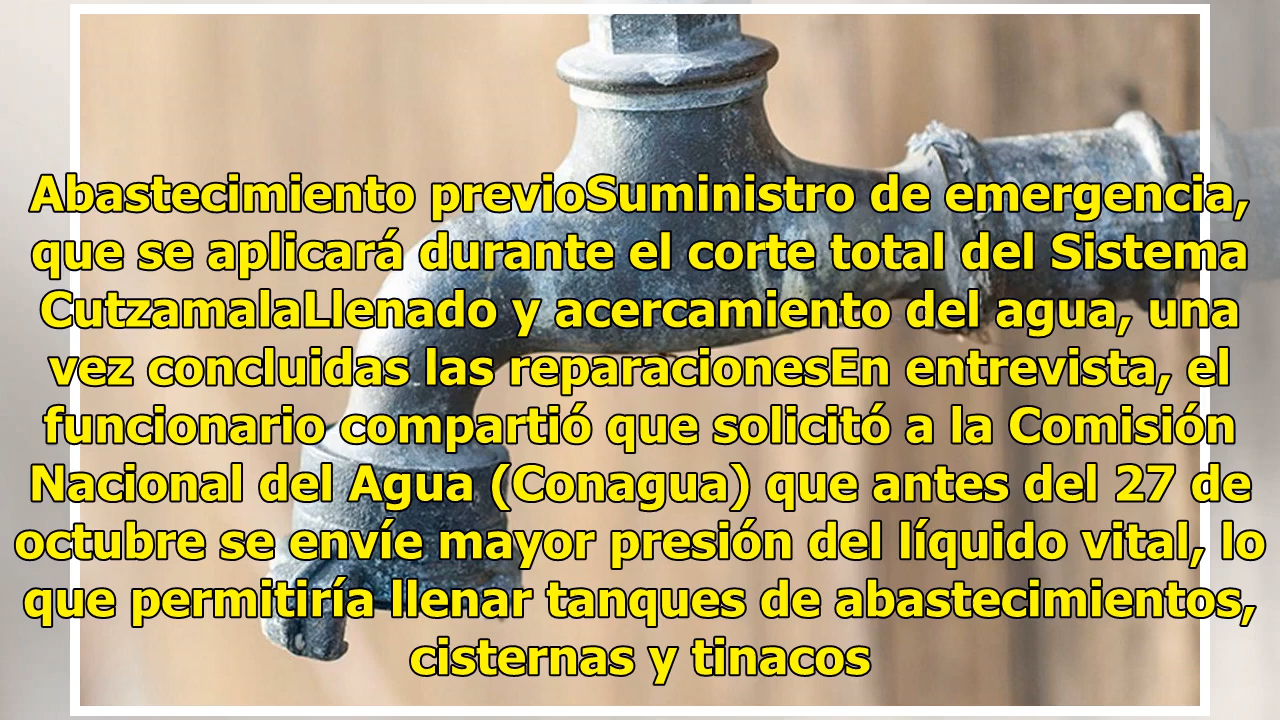 Abastecimiento previoSuministro de emergencia,
que se aplicará durante el corte total del Sistema
CutzamalaLlenado y acercamiento del agua, una
vez concluidas las reparacionesEn entrevista, el
funcionario compartió que solicitó a la Comisión
Nacional del Agua (Conagua) que antes del 27 de
octubre se envíe mayor presión del líquido vital, lo
que permitiría llenar tanques de abastecimientos,
cisternas y tinacos